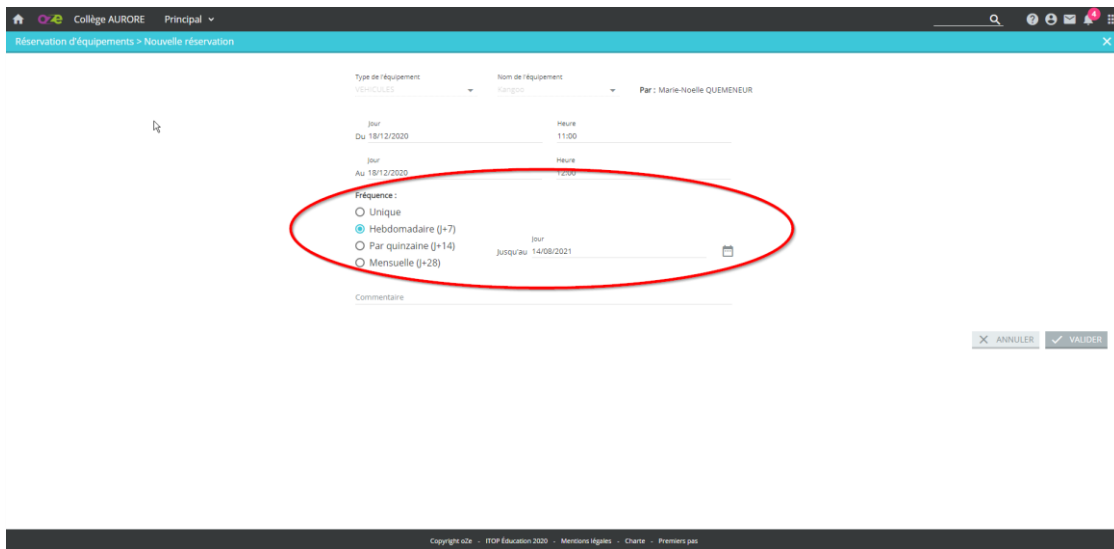 oZe Collège AURORE Principal 4
Réservation d'équipements > Nouvelle réservation
Type de l'équipement Nom de l'équipement
VEHICULES Kangoo Par : Marie-Noelle QUEMENEUR
Jour Heure
Du 18/12/2020 11:00
Jour Heure
Au 18/12/2020 12:00
Fréquence :
Unique
Hebdomadaire (J+7)
Jour
Par quinzaine (J+14) Jusqu'au 14/08/2021
Mensuelle (J+28)
Commentaire
ANNULER VALIDER
Copyright oZe - ITOP Éducation 2020 - Mentions légales - Charte - Premiers pas